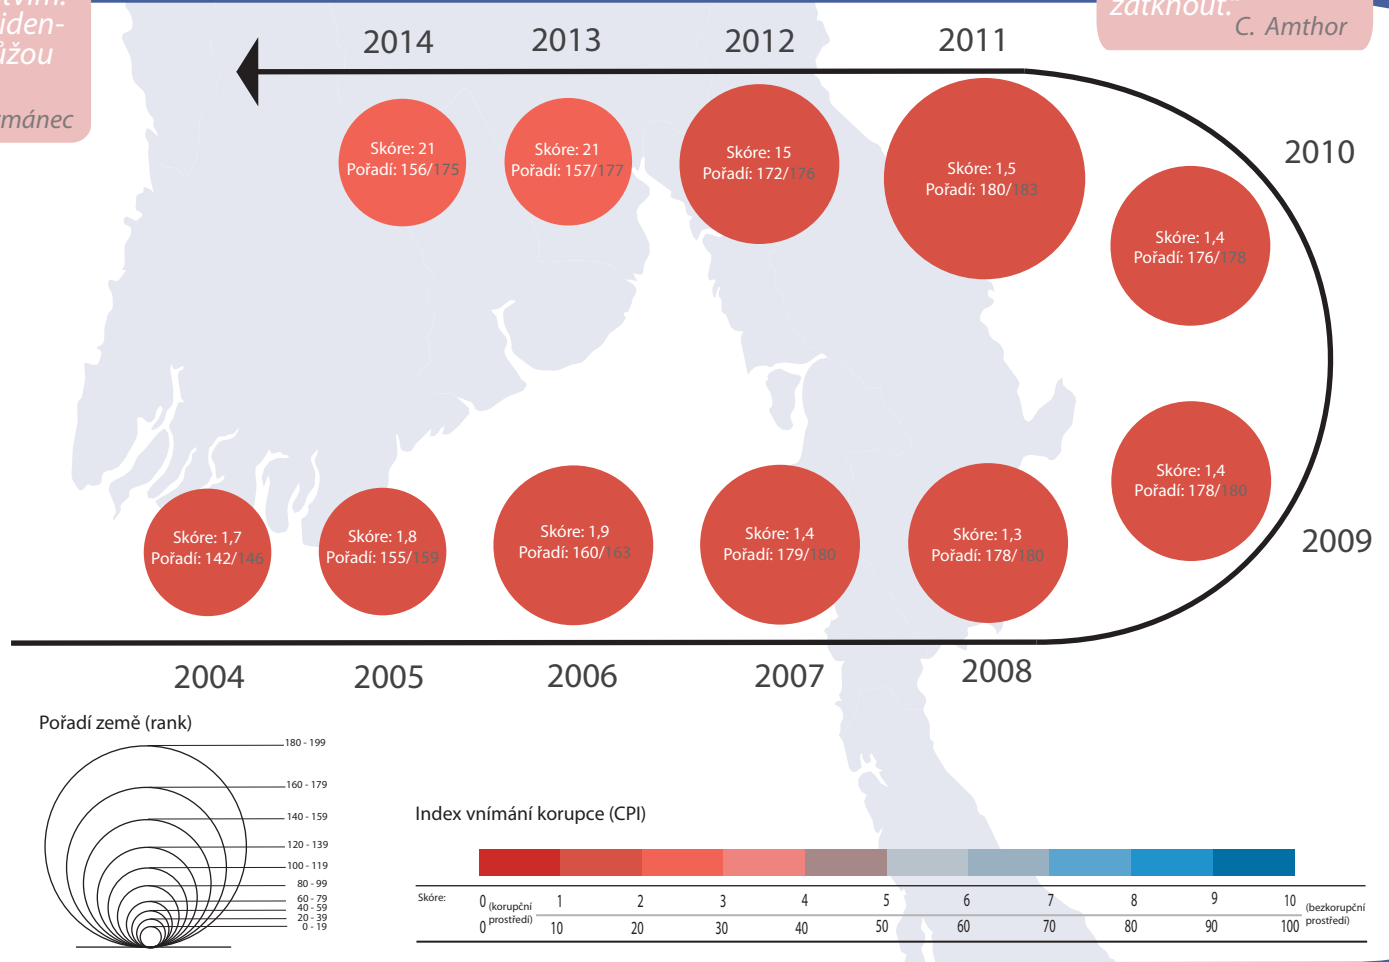 iden-
C. Amthor
2014
2013
2012
2011
2010
Skóre: 21
Pořadí: 156/175
Skóre: 21
Pořadí: 157/177
Skóre: 15
Pořadí: 172/176
Skóre: 1,5
Pořadí: 180/183
Skóre: 1,4
Pořadí: 176/178
Skóre: 1,4
Pořadí: 178/180
2009
Skóre: 1,7
Pořadí: 142/146
Skóre: 1,8
Pořadí: 155/159
Skóre: 1,9
Pořadí: 160/163
Skóre: 1,4
Pořadí: 179/180
Skóre: 1,3
Pořadí: 178/180
2004
2005
2006
2007
2008
Pořadí země (rank)
180 - 199
160 - 179
140 - 159
120 - 139
100 - 119
80 - 99
60 - 79
40 - 59
20 - 39
0 - 19
Index vnímání korupce (CPI)
Skóre:
0 1 2 3 4 5 6 7 8 9 10
(korupční
prostředí)
(bezkorupční
prostředí)
0 10 20 30 40 50 60 70 80 90 100